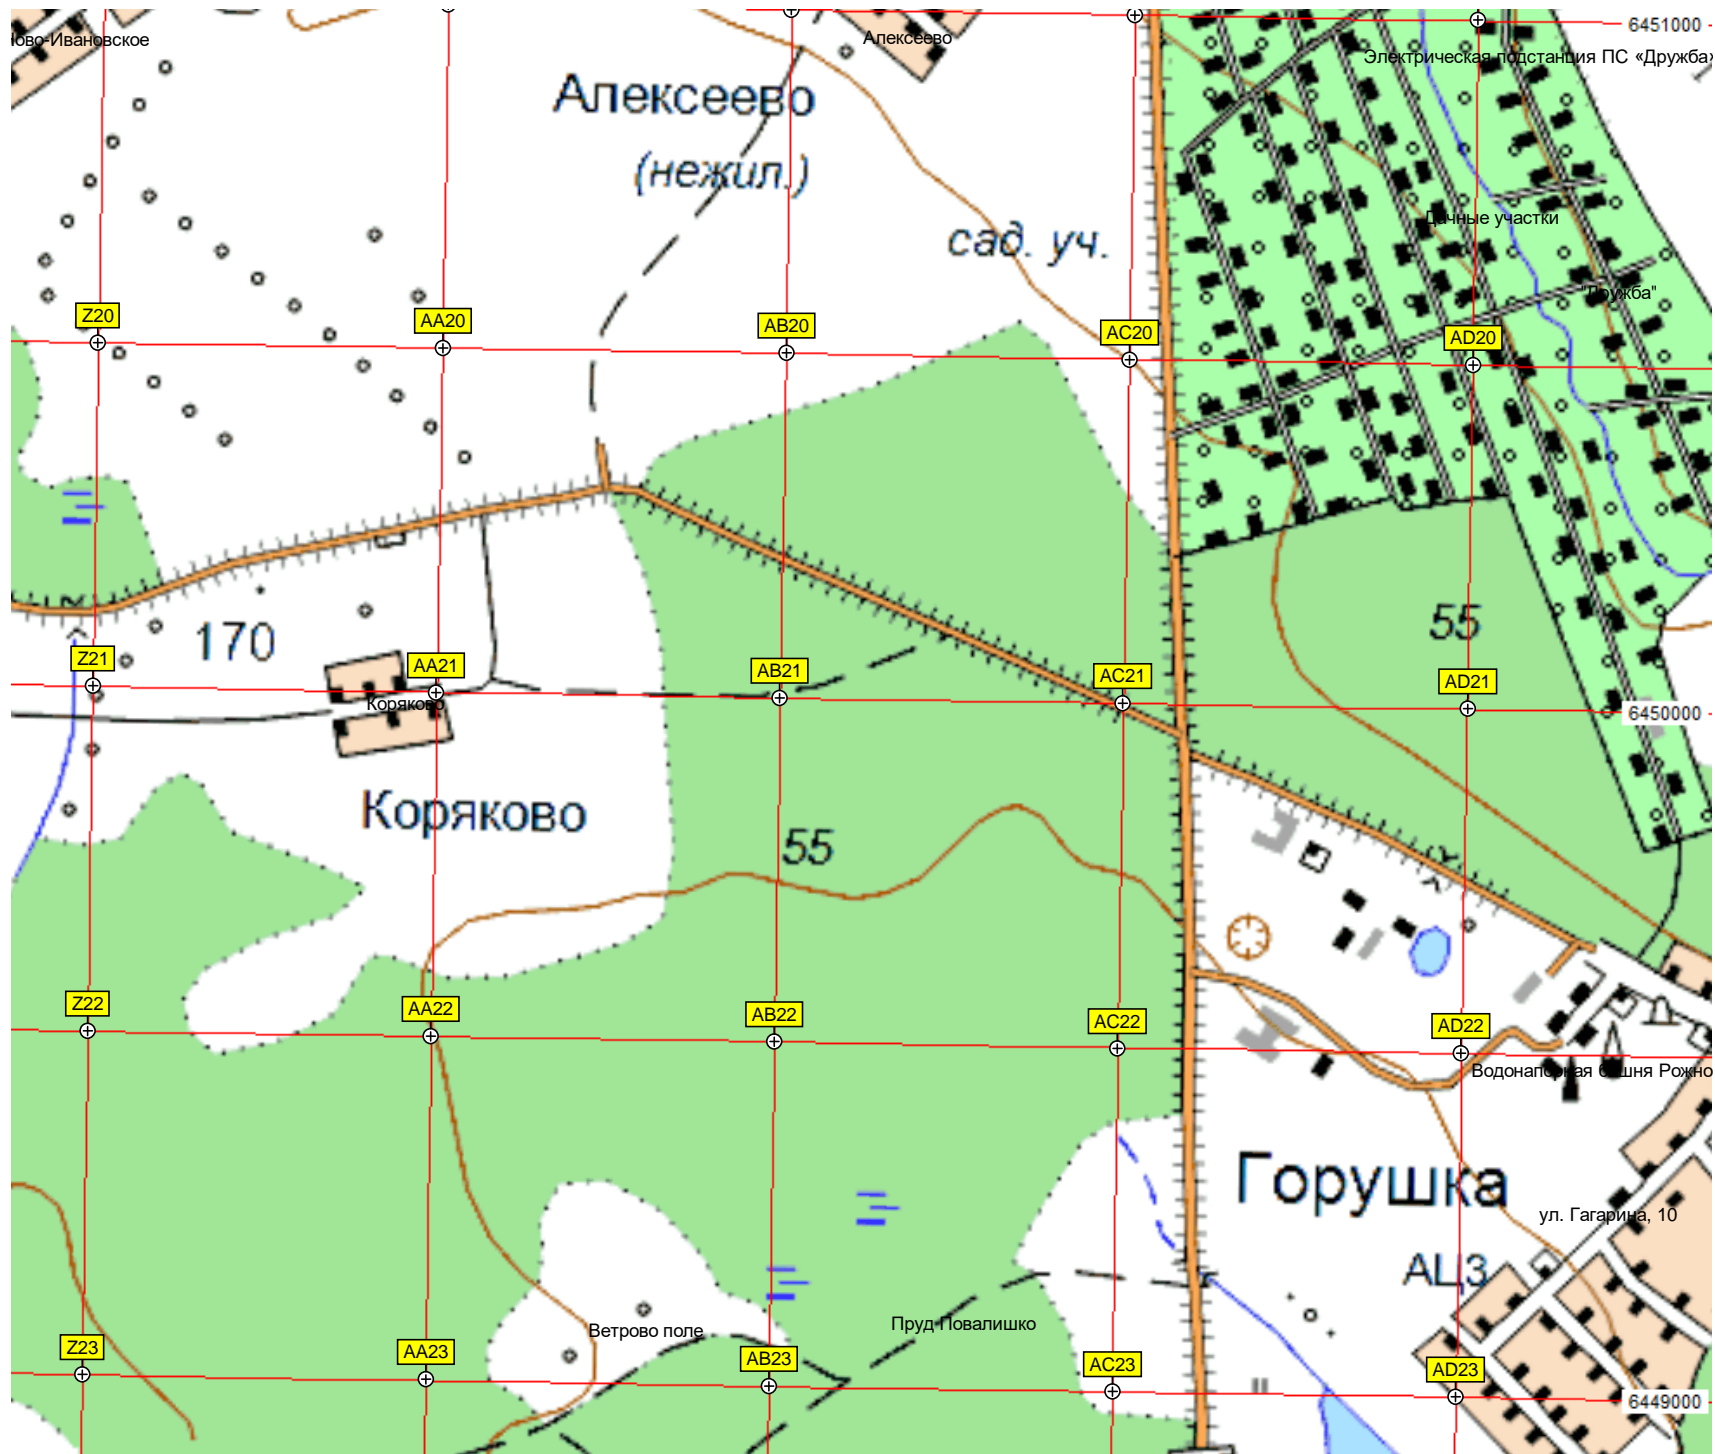 6451000
Алексеево
Электрическая подстанция ПС «Дружба»
Алексеево
(нежил.)
Дачные участки
сад. уч.
"Дружба"
Z20
AA20
AB20
AC20
AD20
55
170
Z21
AA21
AB21
AC21
AD21
Коряково
6450000
Коряково
55
Z22
AA22
AB22
AC22
AD22
Водонапорная башня Рожно
Горушка
ул. Гагарина, 10
АЦЗ
Пруд Повалишко
Ветрово поле
Z23
AA23
AB23
AC23
AD23
6449000